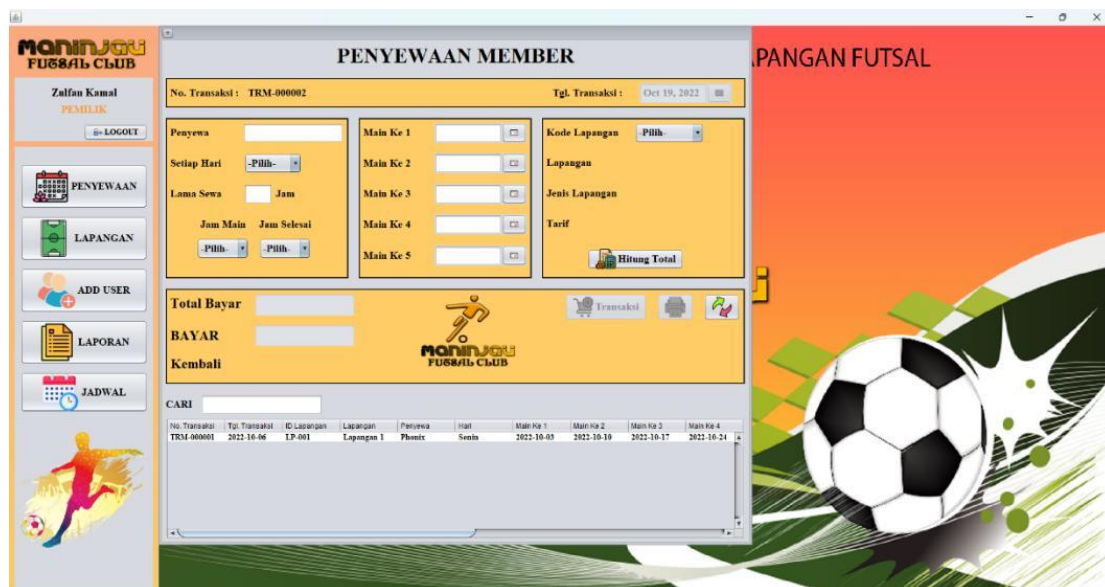 MANINJAU
FUTSAL CLUB
Zulfan Kamal
PEMILIK
LOGOUT
PENYEWAAN
LAPANGAN
ADD USER
LAPORAN
JADWAL
PENYEWAAN MEMBER
No. Transaksi : TRM-000002
Tgl. Transaksi : Oct 19, 2022
Penyewa
Setiap Hari -Pilih-
Lama Sewa Jam
Jam Main Jam Selesai
-Pilih- -Pilih-
Main Ke 1
Main Ke 2
Main Ke 3
Main Ke 4
Main Ke 5
Kode Lapangan -Pilih-
Lapangan
Jenis Lapangan
Tarif
Hitung Total
Total Bayar
BAYAR
Kembali
MANINJAU
FUTSAL CLUB
Transaksi
CARI
No. Transaksi Tgl. Transaksi ID Lapangan Lapangan Penyewa Hari Main Ke 1 Main Ke 2 Main Ke 3 Main Ke 4
TRM-000001 2022-10-06 LP-001 Lapangan 1 Phonix Senin 2022-10-03 2022-10-10 2022-10-17 2022-10-24
PANGAN FUTSAL